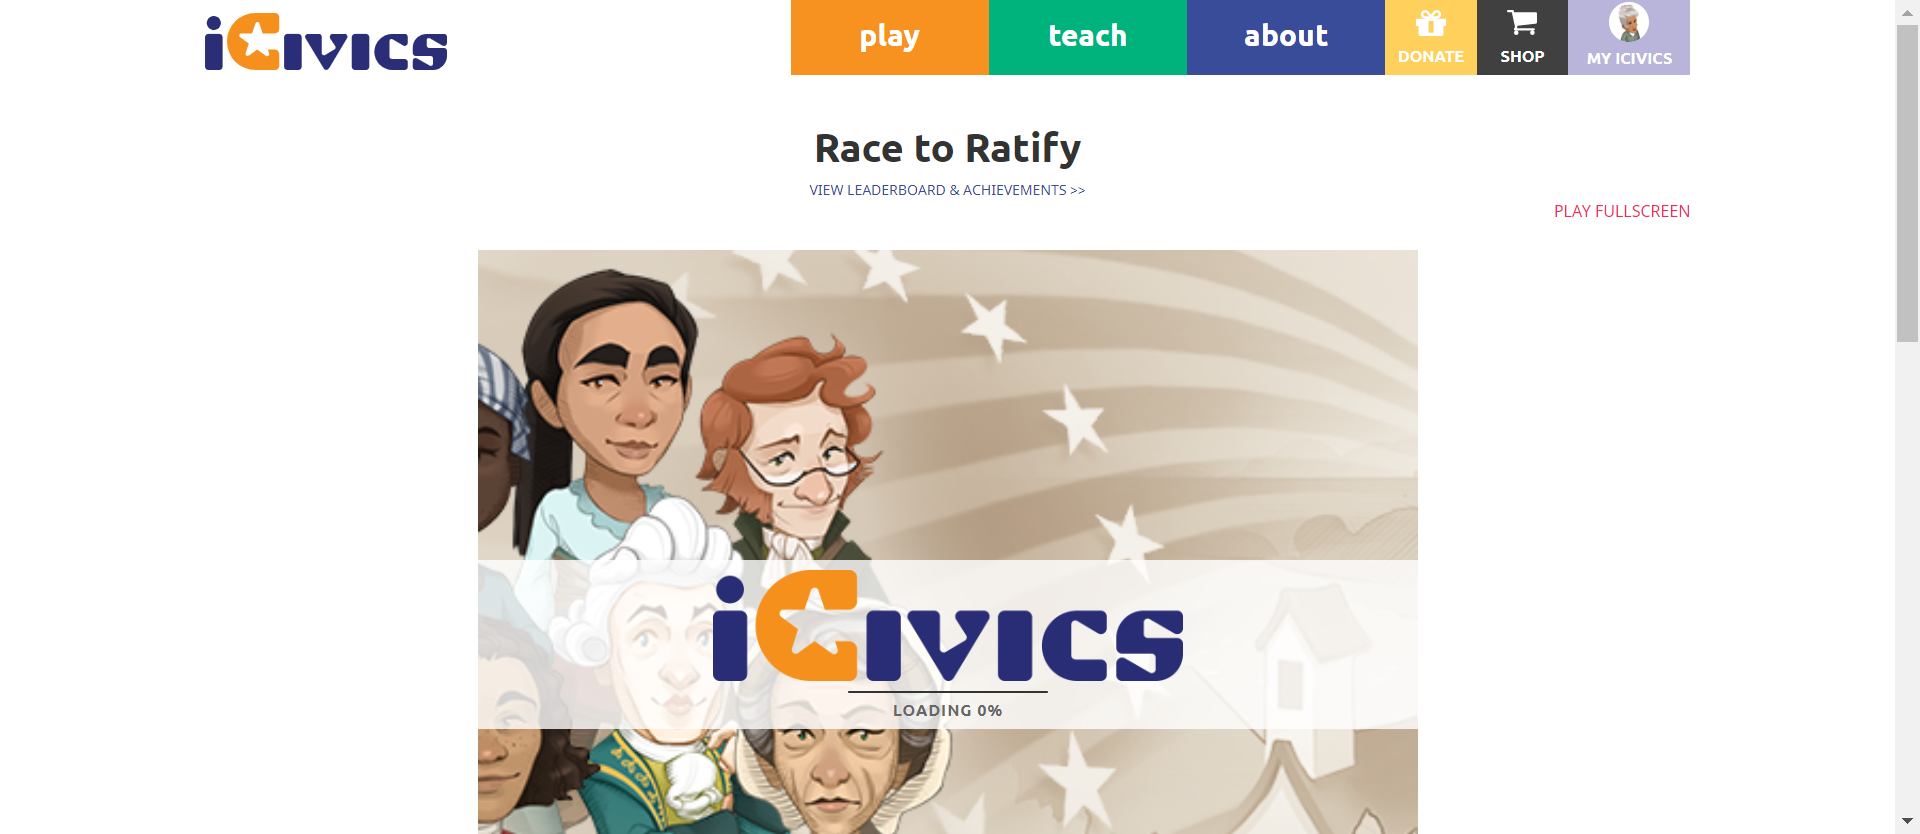 iCIVICS
play
teach
about
DONATE
SHOP
MY ICIVICS
Race to Ratify
VIEW LEADERBOARD & ACHIEVEMENTS >>
PLAY FULLSCREEN
iCIVICS
LOADING 0%